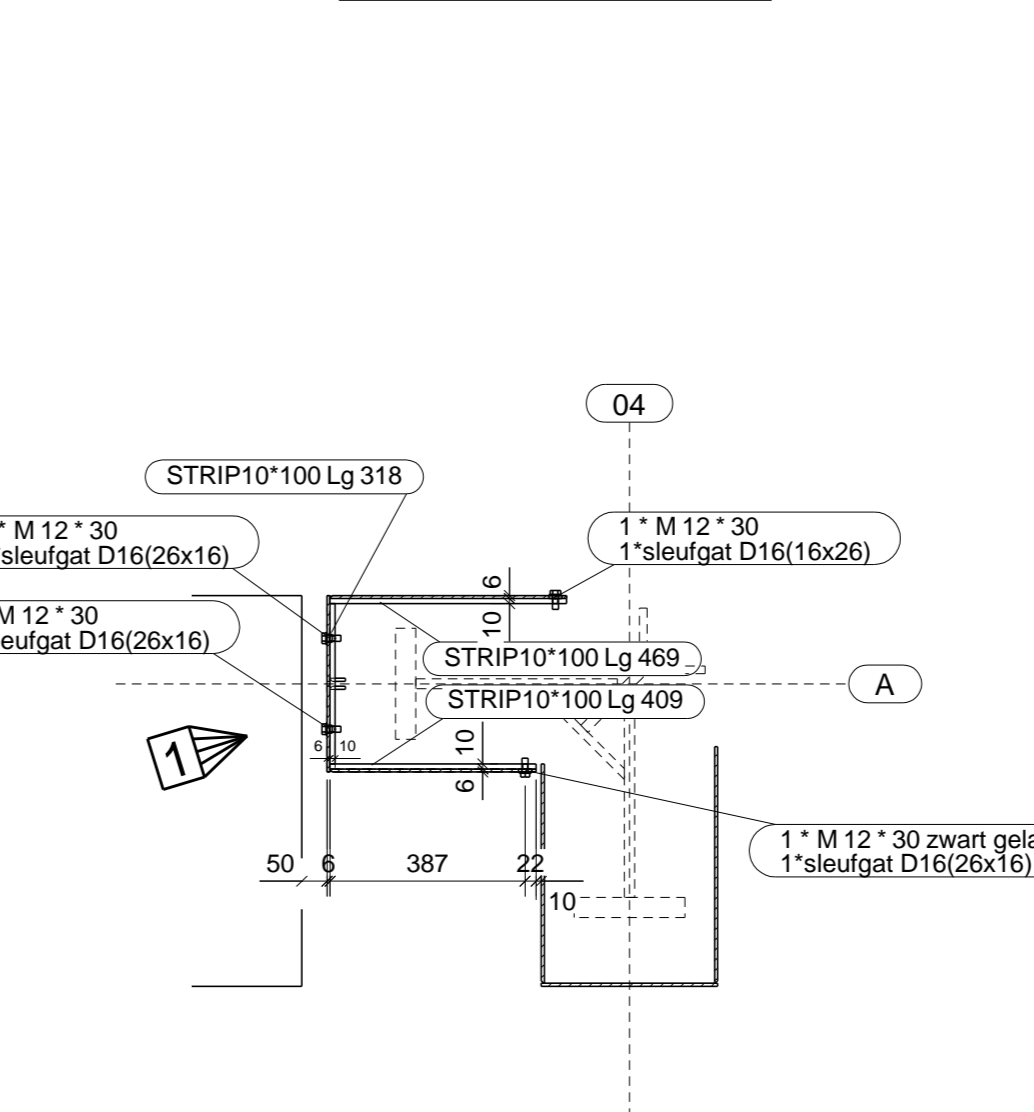 04
STRIP10*100 Lg 318
* M 12 * 30
*sleufgat D16(26x16)
1 * M 12 * 30
1*sleufgat D16(16x26)
6
10
M 12 * 30
eufgat D16(26x16)
STRIP10*100 Lg 469
A
STRIP10*100 Lg 409
1
6 10
10
6
1 * M 12 * 30 zwart gela
1*sleufgat D16(26x16)
50 6 387 22
10